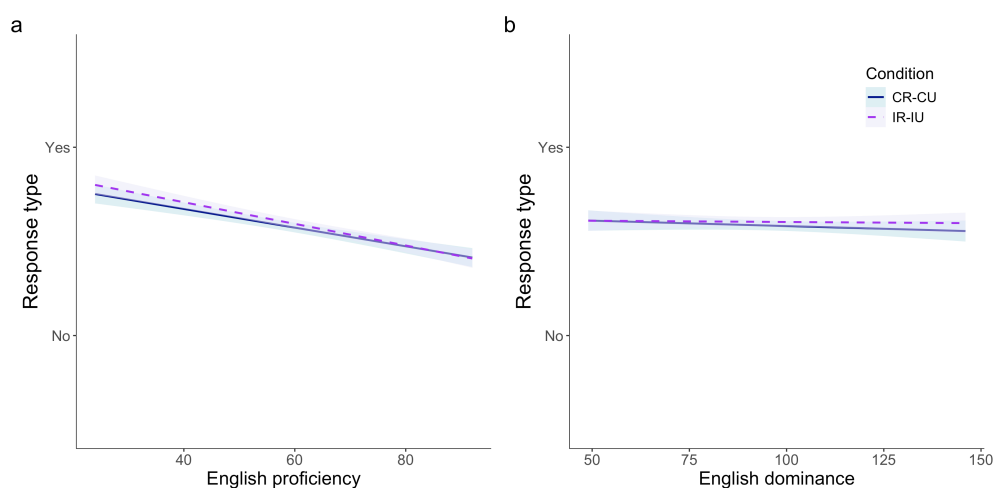 a
Response type
Yes
No
40 60 80
English proficiency
b
Response type
Yes
No
50 75 100 125 150
English dominance
Condition
CR-CU
IR-IU